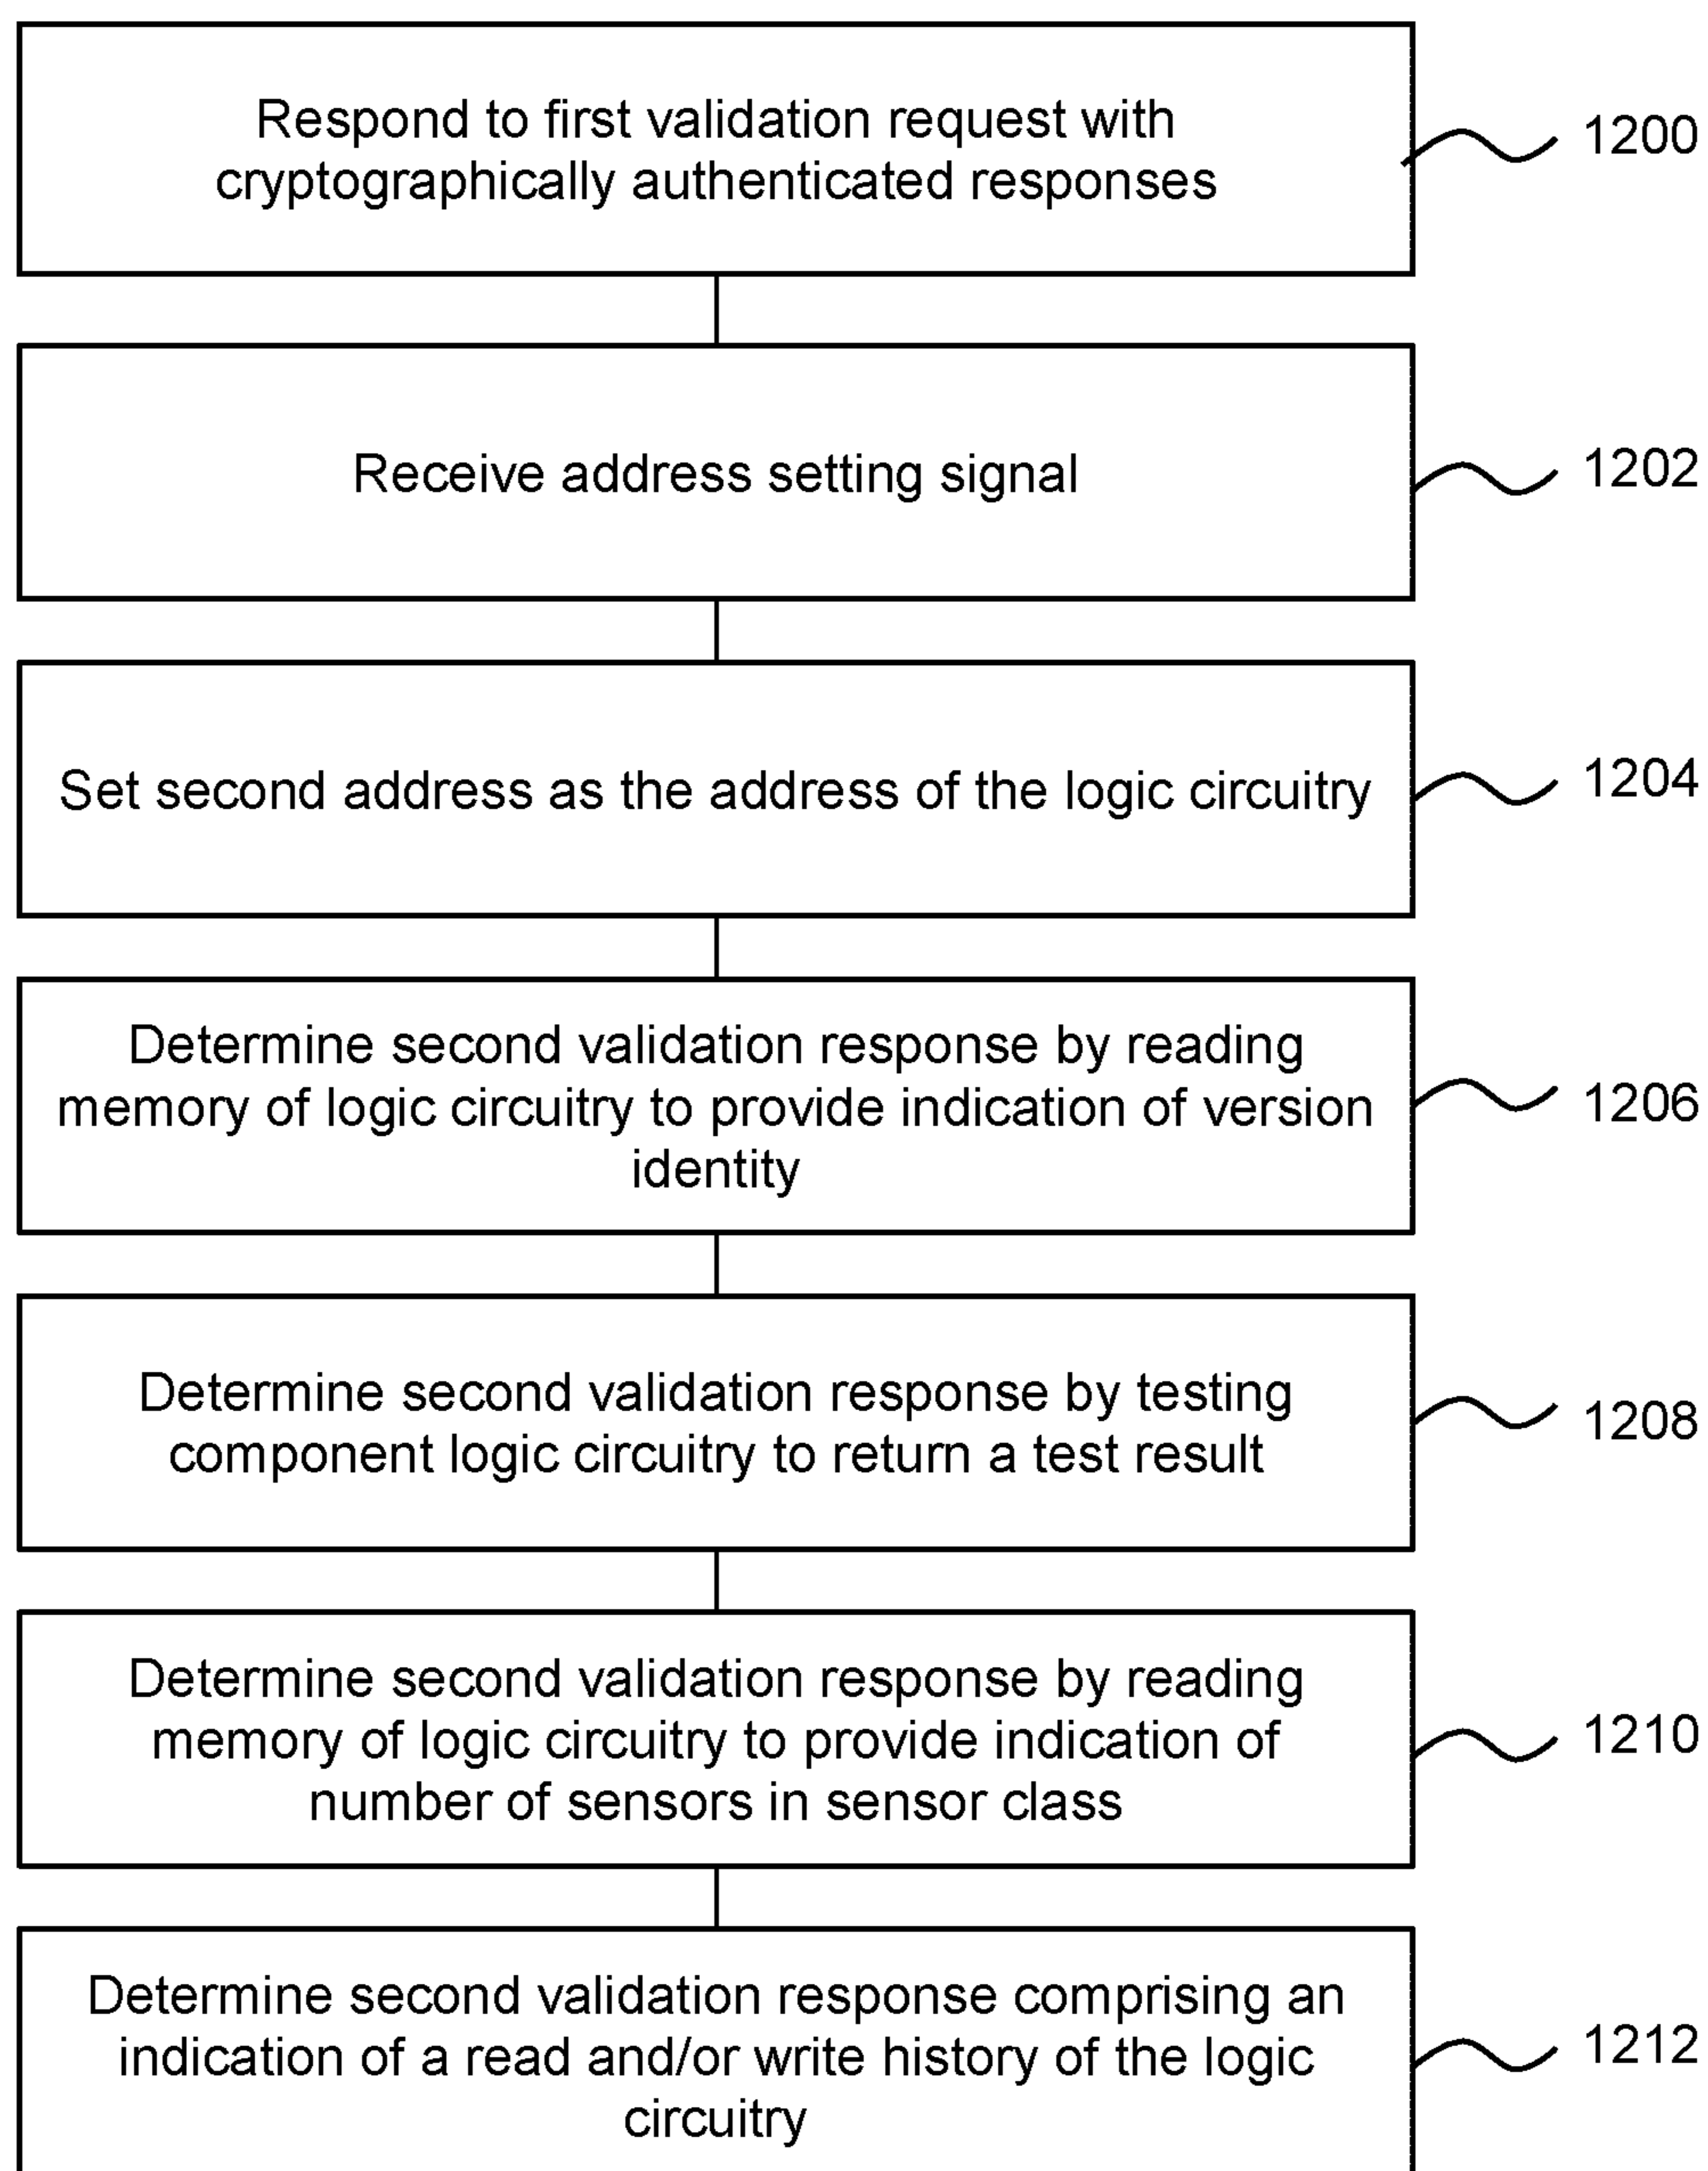 Respond to first validation request with
cryptographically authenticated responses
1200
Receive address setting signal
1202
Set second address as the address of the logic circuitry
1204
Determine second validation response by reading
memory of logic circuitry to provide indication of version
identity
1206
Determine second validation response by testing
component logic circuitry to return a test result
1208
Determine second validation response by reading
memory of logic circuitry to provide indication of
number of sensors in sensor class
1210
Determine second validation response comprising an
indication of a read and/or write history of the logic
circuitry
1212